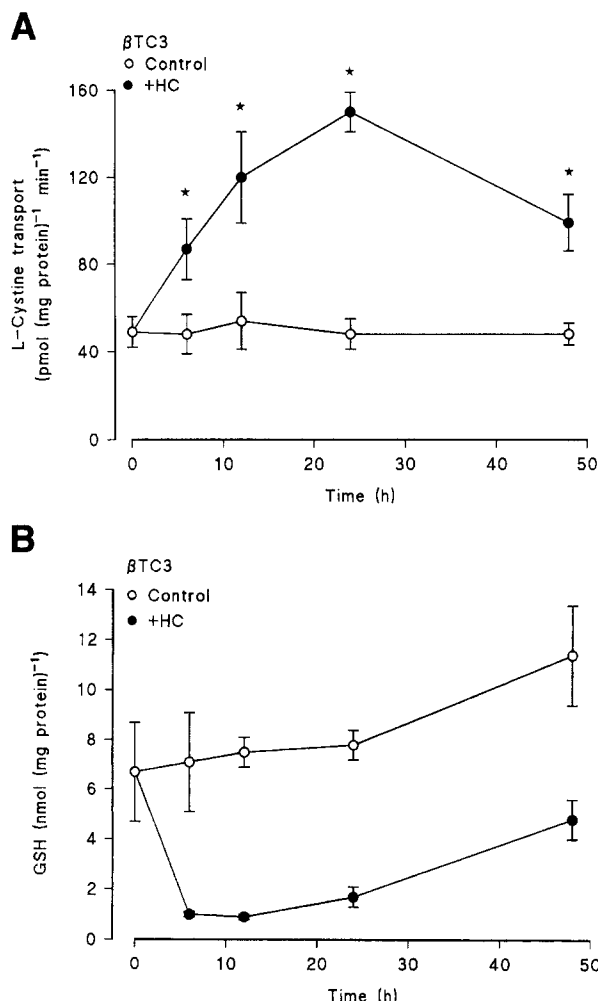 A
βTC3
○ Control
● +HC
L-Cystine transport
(pmol (mg protein)⁻¹ min⁻¹)
160
120
80
40
0
★
★
★
★
0 10 20 30 40 50
Time (h)
B
βTC3
○ Control
● +HC
GSH (nmol (mg protein)⁻¹)
14
12
10
8
6
4
2
0
0 10 20 30 40 50
Time (h)